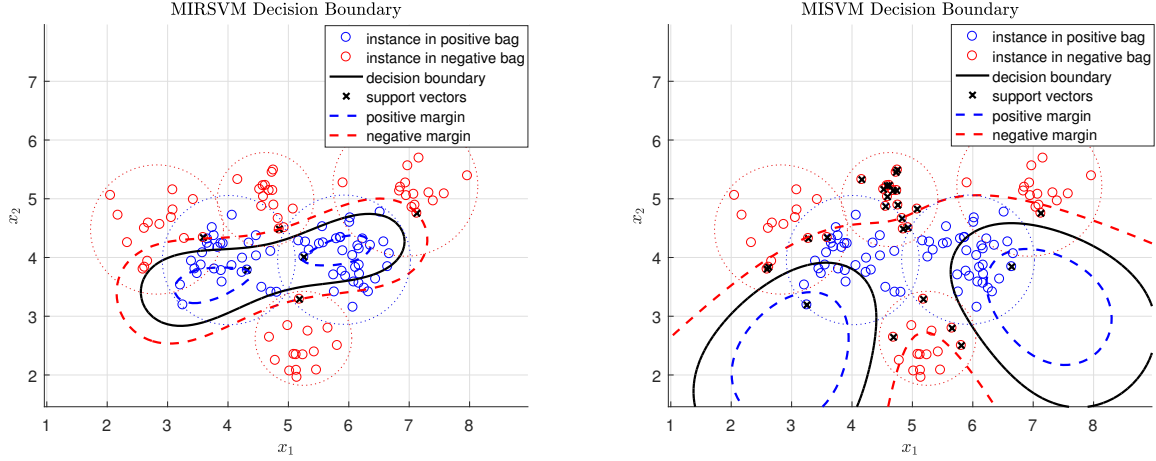 MIRSVM Decision Boundary
instance in positive bag
instance in negative bag
decision boundary
support vectors
positive margin
negative margin
7
6
5
4
3
2
x2
1 2 3 4 5 6 7 8
x1
MISVM Decision Boundary
instance in positive bag
instance in negative bag
decision boundary
support vectors
positive margin
negative margin
7
6
5
4
3
2
x2
1 2 3 4 5 6 7 8
x1